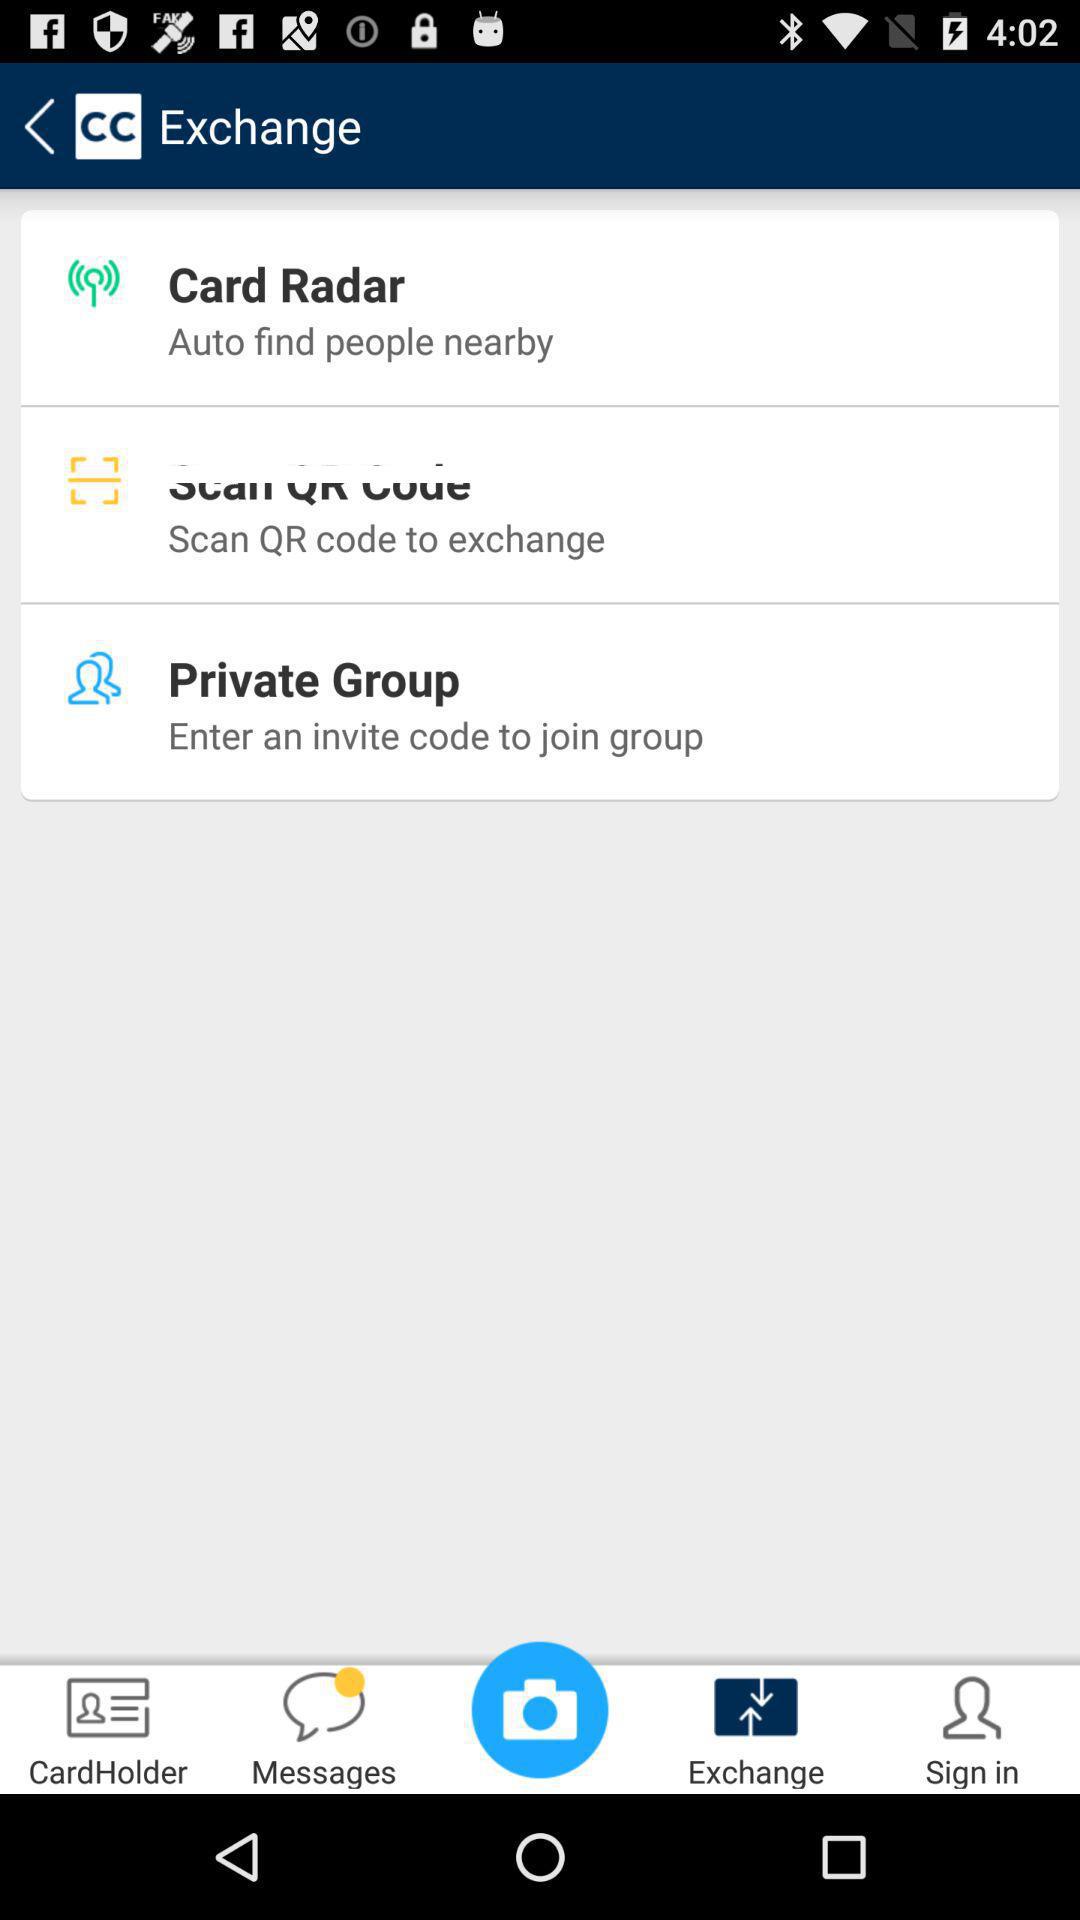 FAKE
4:02
CC Exchange
Card Radar
Auto find people nearby
Scan QR Code
Scan QR code to exchange
Private Group
Enter an invite code to join group
CardHolder
Messages
Exchange
Sign in